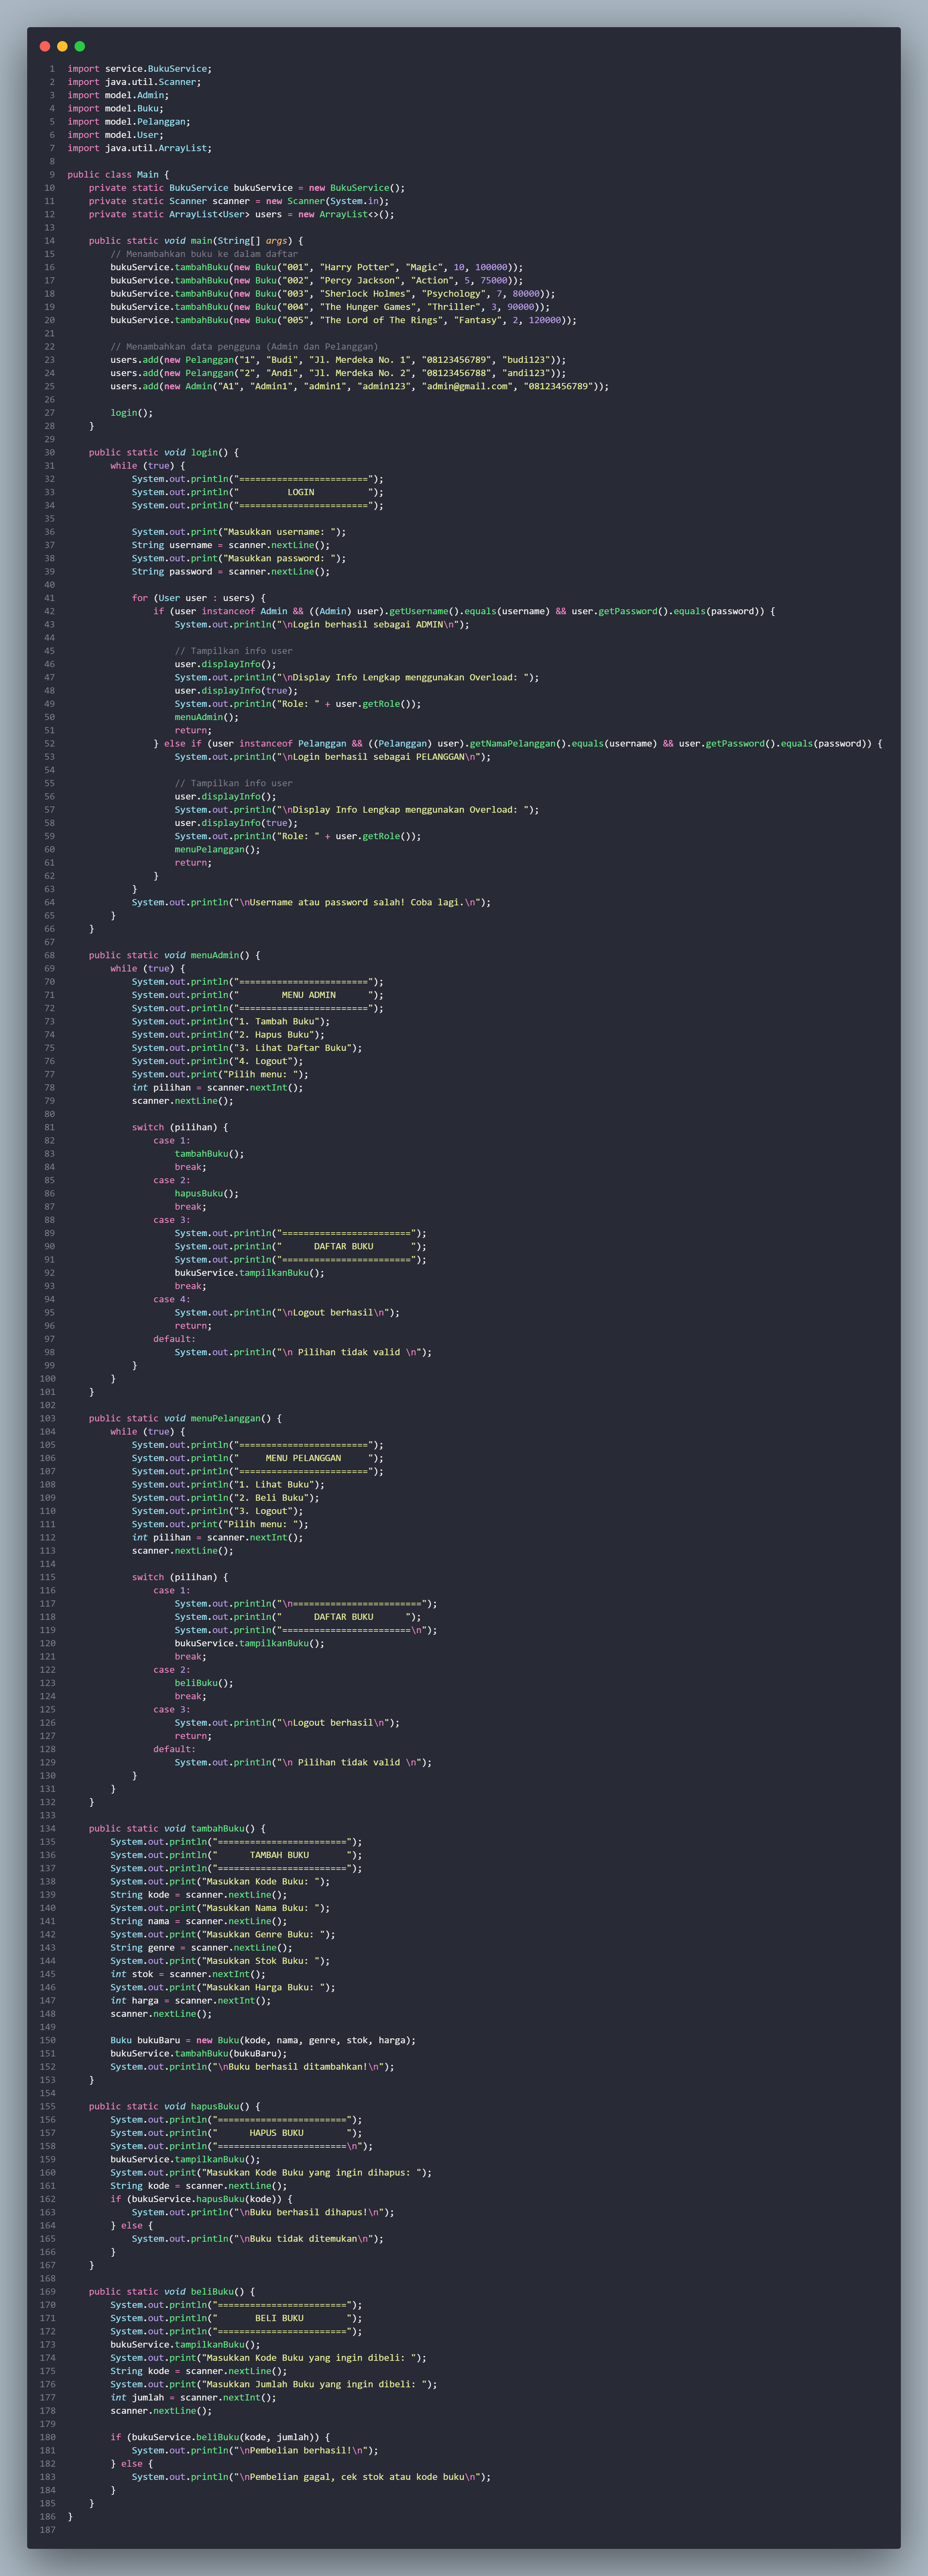 1 import service.BukuService;
2 import java.util.Scanner;
3 import model.Admin;
4 import model.Buku;
5 import model.Pelanggan;
6 import model.User;
7 import java.util.ArrayList;
8
9 public class Main {
10     private static BukuService bukuService = new BukuService();
11     private static Scanner scanner = new Scanner(System.in);
12     private static ArrayList<User> users = new ArrayList<>();
13
14     public static void main(String[] args) {
15         // Menambahkan buku ke dalam daftar
16         bukuService.tambahBuku(new Buku("001", "Harry Potter", "Magic", 10, 100000));
17         bukuService.tambahBuku(new Buku("002", "Percy Jackson", "Action", 5, 75000));
18         bukuService.tambahBuku(new Buku("003", "Sherlock Holmes", "Psychology", 7, 80000));
19         bukuService.tambahBuku(new Buku("004", "The Hunger Games", "Thriller", 3, 90000));
20         bukuService.tambahBuku(new Buku("005", "The Lord of The Rings", "Fantasy", 2, 120000));
21
22         // Menambahkan data pengguna (Admin dan Pelanggan)
23         users.add(new Pelanggan("1", "Budi", "Jl. Merdeka No. 1", "08123456789", "budi123"));
24         users.add(new Pelanggan("2", "Andi", "Jl. Merdeka No. 2", "08123456788", "andi123"));
25         users.add(new Admin("A1", "Admin1", "admin1", "admin123", "admin@gmail.com", "08123456789"));
26
27         login();
28     }
29
30     public static void login() {
31         while (true) {
32             System.out.println("========================");
33             System.out.println("         LOGIN          ");
34             System.out.println("========================");
35
36             System.out.print("Masukkan username: ");
37             String username = scanner.nextLine();
38             System.out.print("Masukkan password: ");
39             String password = scanner.nextLine();
40
41             for (User user : users) {
42                 if (user instanceof Admin && ((Admin) user).getUsername().equals(username) && user.getPassword().equals(password)) {
43                     System.out.println("\nLogin berhasil sebagai ADMIN\n");
44
45                     // Tampilkan info user
46                     user.displayInfo();
47                     System.out.println("\nDisplay Info Lengkap menggunakan Overload: ");
48                     user.displayInfo(true);
49                     System.out.println("Role: " + user.getRole());
50                     menuAdmin();
51                     return;
52                 } else if (user instanceof Pelanggan && ((Pelanggan) user).getNamaPelanggan().equals(username) && user.getPassword().equals(password)) {
53                     System.out.println("\nLogin berhasil sebagai PELANGGAN\n");
54
55                     // Tampilkan info user
56                     user.displayInfo();
57                     System.out.println("\nDisplay Info Lengkap menggunakan Overload: ");
58                     user.displayInfo(true);
59                     System.out.println("Role: " + user.getRole());
60                     menuPelanggan();
61                     return;
62                 }
63             }
64             System.out.println("\nUsername atau password salah! Coba lagi.\n");
65         }
66     }
67
68     public static void menuAdmin() {
69         while (true) {
70             System.out.println("========================");
71             System.out.println("        MENU ADMIN      ");
72             System.out.println("========================");
73             System.out.println("1. Tambah Buku");
74             System.out.println("2. Hapus Buku");
75             System.out.println("3. Lihat Daftar Buku");
76             System.out.println("4. Logout");
77             System.out.print("Pilih menu: ");
78             int pilihan = scanner.nextInt();
79             scanner.nextLine();
80
81             switch (pilihan) {
82                 case 1:
83                     tambahBuku();
84                     break;
85                 case 2:
86                     hapusBuku();
87                     break;
88                 case 3:
89                     System.out.println("========================");
90                     System.out.println("      DAFTAR BUKU       ");
91                     System.out.println("========================");
92                     bukuService.tampilkanBuku();
93                     break;
94                 case 4:
95                     System.out.println("\nLogout berhasil\n");
96                     return;
97                 default:
98                     System.out.println("\n Pilihan tidak valid \n");
99             }
100         }
101     }
102
103     public static void menuPelanggan() {
104         while (true) {
105             System.out.println("========================");
106             System.out.println("     MENU PELANGGAN     ");
107             System.out.println("========================");
108             System.out.println("1. Lihat Buku");
109             System.out.println("2. Beli Buku");
110             System.out.println("3. Logout");
111             System.out.print("Pilih menu: ");
112             int pilihan = scanner.nextInt();
113             scanner.nextLine();
114
115             switch (pilihan) {
116                 case 1:
117                     System.out.println("\n========================");
118                     System.out.println("      DAFTAR BUKU      ");
119                     System.out.println("========================\n");
120                     bukuService.tampilkanBuku();
121                     break;
122                 case 2:
123                     beliBuku();
124                     break;
125                 case 3:
126                     System.out.println("\nLogout berhasil\n");
127                     return;
128                 default:
129                     System.out.println("\n Pilihan tidak valid \n");
130             }
131         }
132     }
133
134     public static void tambahBuku() {
135         System.out.println("========================");
136         System.out.println("      TAMBAH BUKU       ");
137         System.out.println("========================");
138         System.out.print("Masukkan Kode Buku: ");
139         String kode = scanner.nextLine();
140         System.out.print("Masukkan Nama Buku: ");
141         String nama = scanner.nextLine();
142         System.out.print("Masukkan Genre Buku: ");
143         String genre = scanner.nextLine();
144         System.out.print("Masukkan Stok Buku: ");
145         int stok = scanner.nextInt();
146         System.out.print("Masukkan Harga Buku: ");
147         int harga = scanner.nextInt();
148         scanner.nextLine();
149
150         Buku bukuBaru = new Buku(kode, nama, genre, stok, harga);
151         bukuService.tambahBuku(bukuBaru);
152         System.out.println("\nBuku berhasil ditambahkan!\n");
153     }
154
155     public static void hapusBuku() {
156         System.out.println("========================");
157         System.out.println("      HAPUS BUKU        ");
158         System.out.println("========================\n");
159         bukuService.tampilkanBuku();
160         System.out.print("Masukkan Kode Buku yang ingin dihapus: ");
161         String kode = scanner.nextLine();
162         if (bukuService.hapusBuku(kode)) {
163             System.out.println("\nBuku berhasil dihapus!\n");
164         } else {
165             System.out.println("\nBuku tidak ditemukan\n");
166         }
167     }
168
169     public static void beliBuku() {
170         System.out.println("========================");
171         System.out.println("       BELI BUKU        ");
172         System.out.println("========================");
173         bukuService.tampilkanBuku();
174         System.out.print("Masukkan Kode Buku yang ingin dibeli: ");
175         String kode = scanner.nextLine();
176         System.out.print("Masukkan Jumlah Buku yang ingin dibeli: ");
177         int jumlah = scanner.nextInt();
178         scanner.nextLine();
179
180         if (bukuService.beliBuku(kode, jumlah)) {
181             System.out.println("\nPembelian berhasil!\n");
182         } else {
183             System.out.println("\nPembelian gagal, cek stok atau kode buku\n");
184         }
185     }
186 }
187